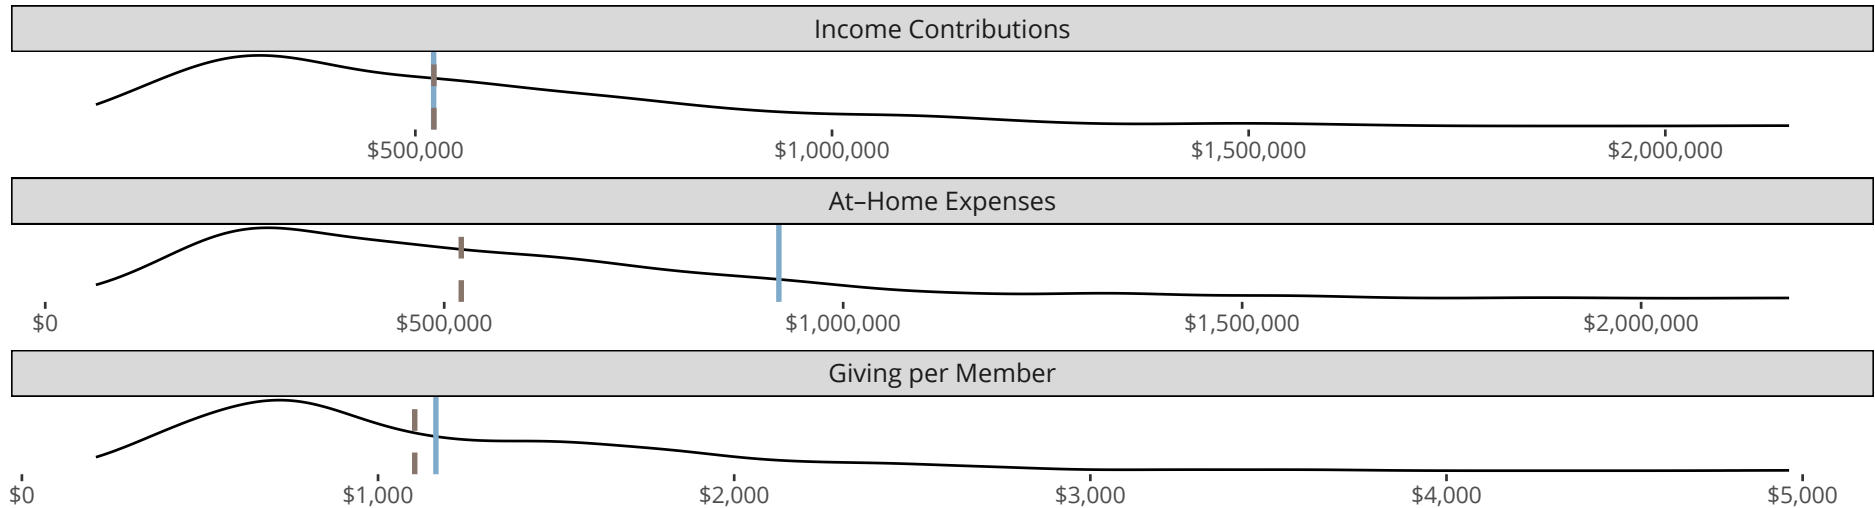 Income Contributions
$500,000 $1,000,000 $1,500,000 $2,000,000
At–Home Expenses
$0 $500,000 $1,000,000 $1,500,000 $2,000,000
Giving per Member
$0 $1,000 $2,000 $3,000 $4,000 $5,000